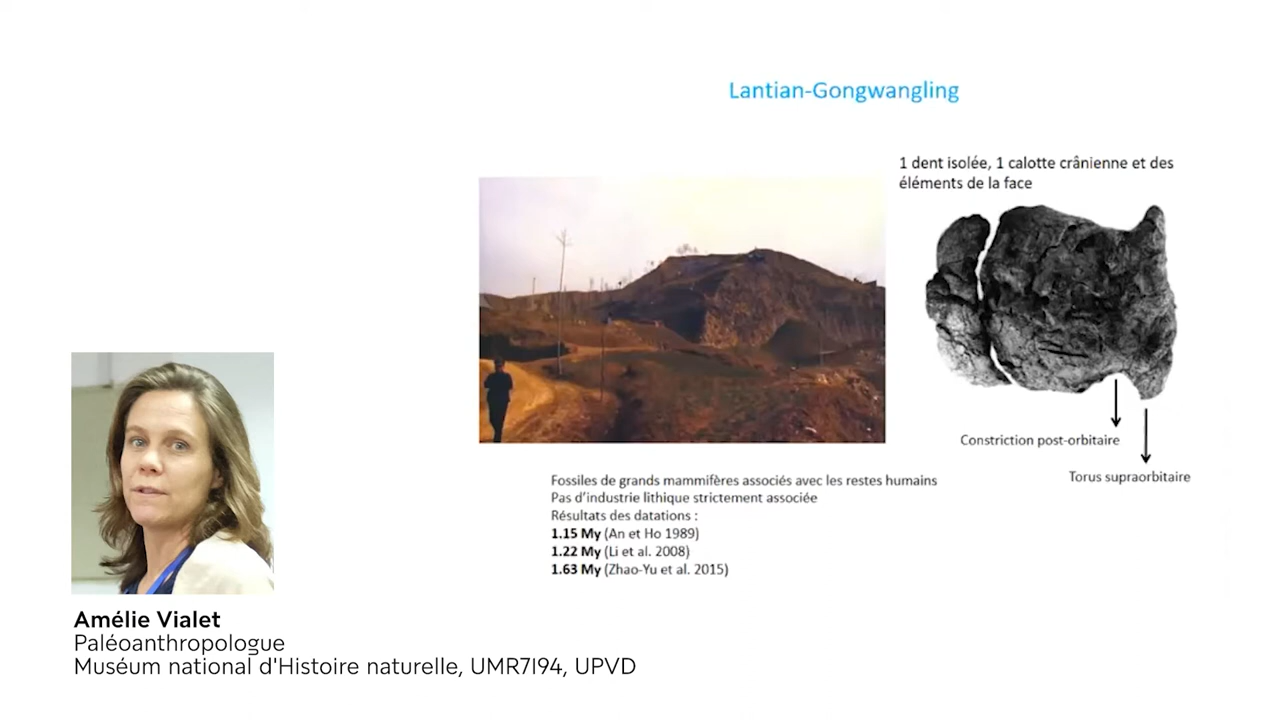 Lantian-Gongwangling
1 dent isolée, 1 calotte crânienne et des
éléments de la face
Constriction post-orbitaire
Torus supraorbitaire
Fossiles de grands mammifères associés avec les restes humains
Pas d'industrie lithique strictement associée
Résultats des datations :
1.15 My (An et Ho 1989)
1.22 My (Li et al. 2008)
1.63 My (Zhao-Yu et al. 2015)
Amélie Vialet
Paléoanthropologue
Muséum national d'Histoire naturelle, UMR7194, UPVD